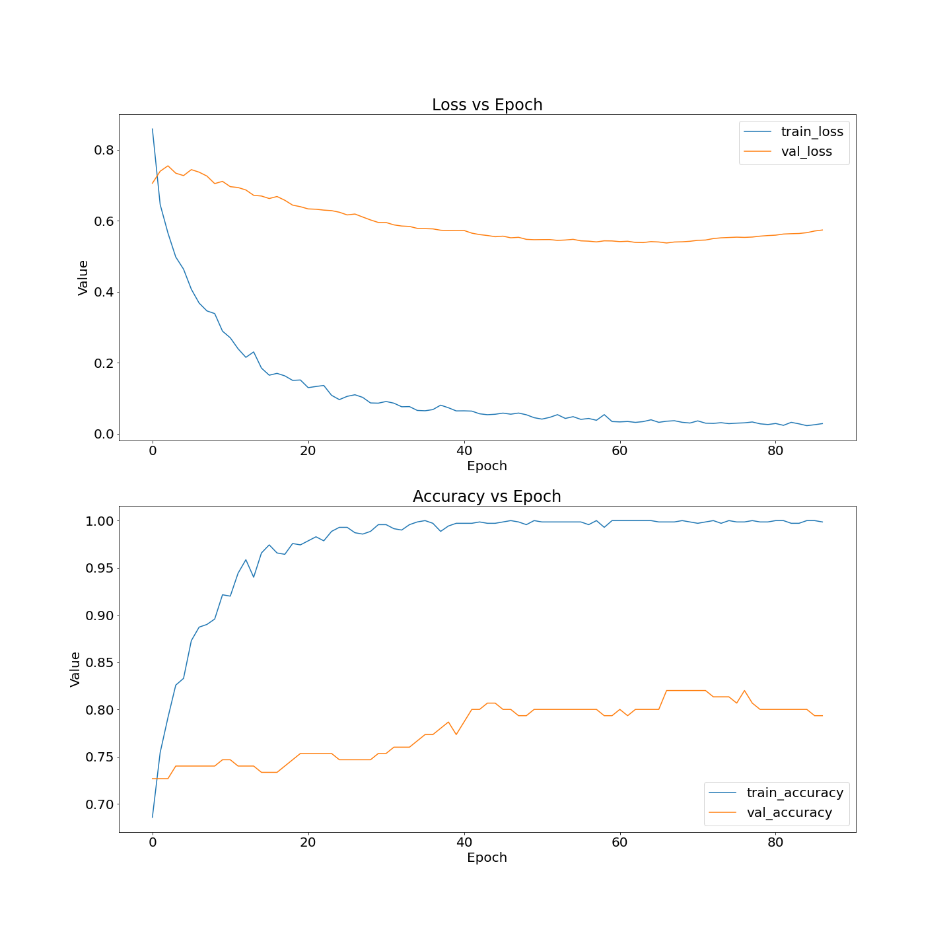 Loss vs Epoch
train_loss
val_loss
0.8
0.6
0.4
0.2
0.0
Value
0 20 40 60 80
Epoch
Accuracy vs Epoch
1.00
0.95
0.90
0.85
0.80
0.75
0.70
Value
train_accuracy
val_accuracy
0 20 40 60 80
Epoch